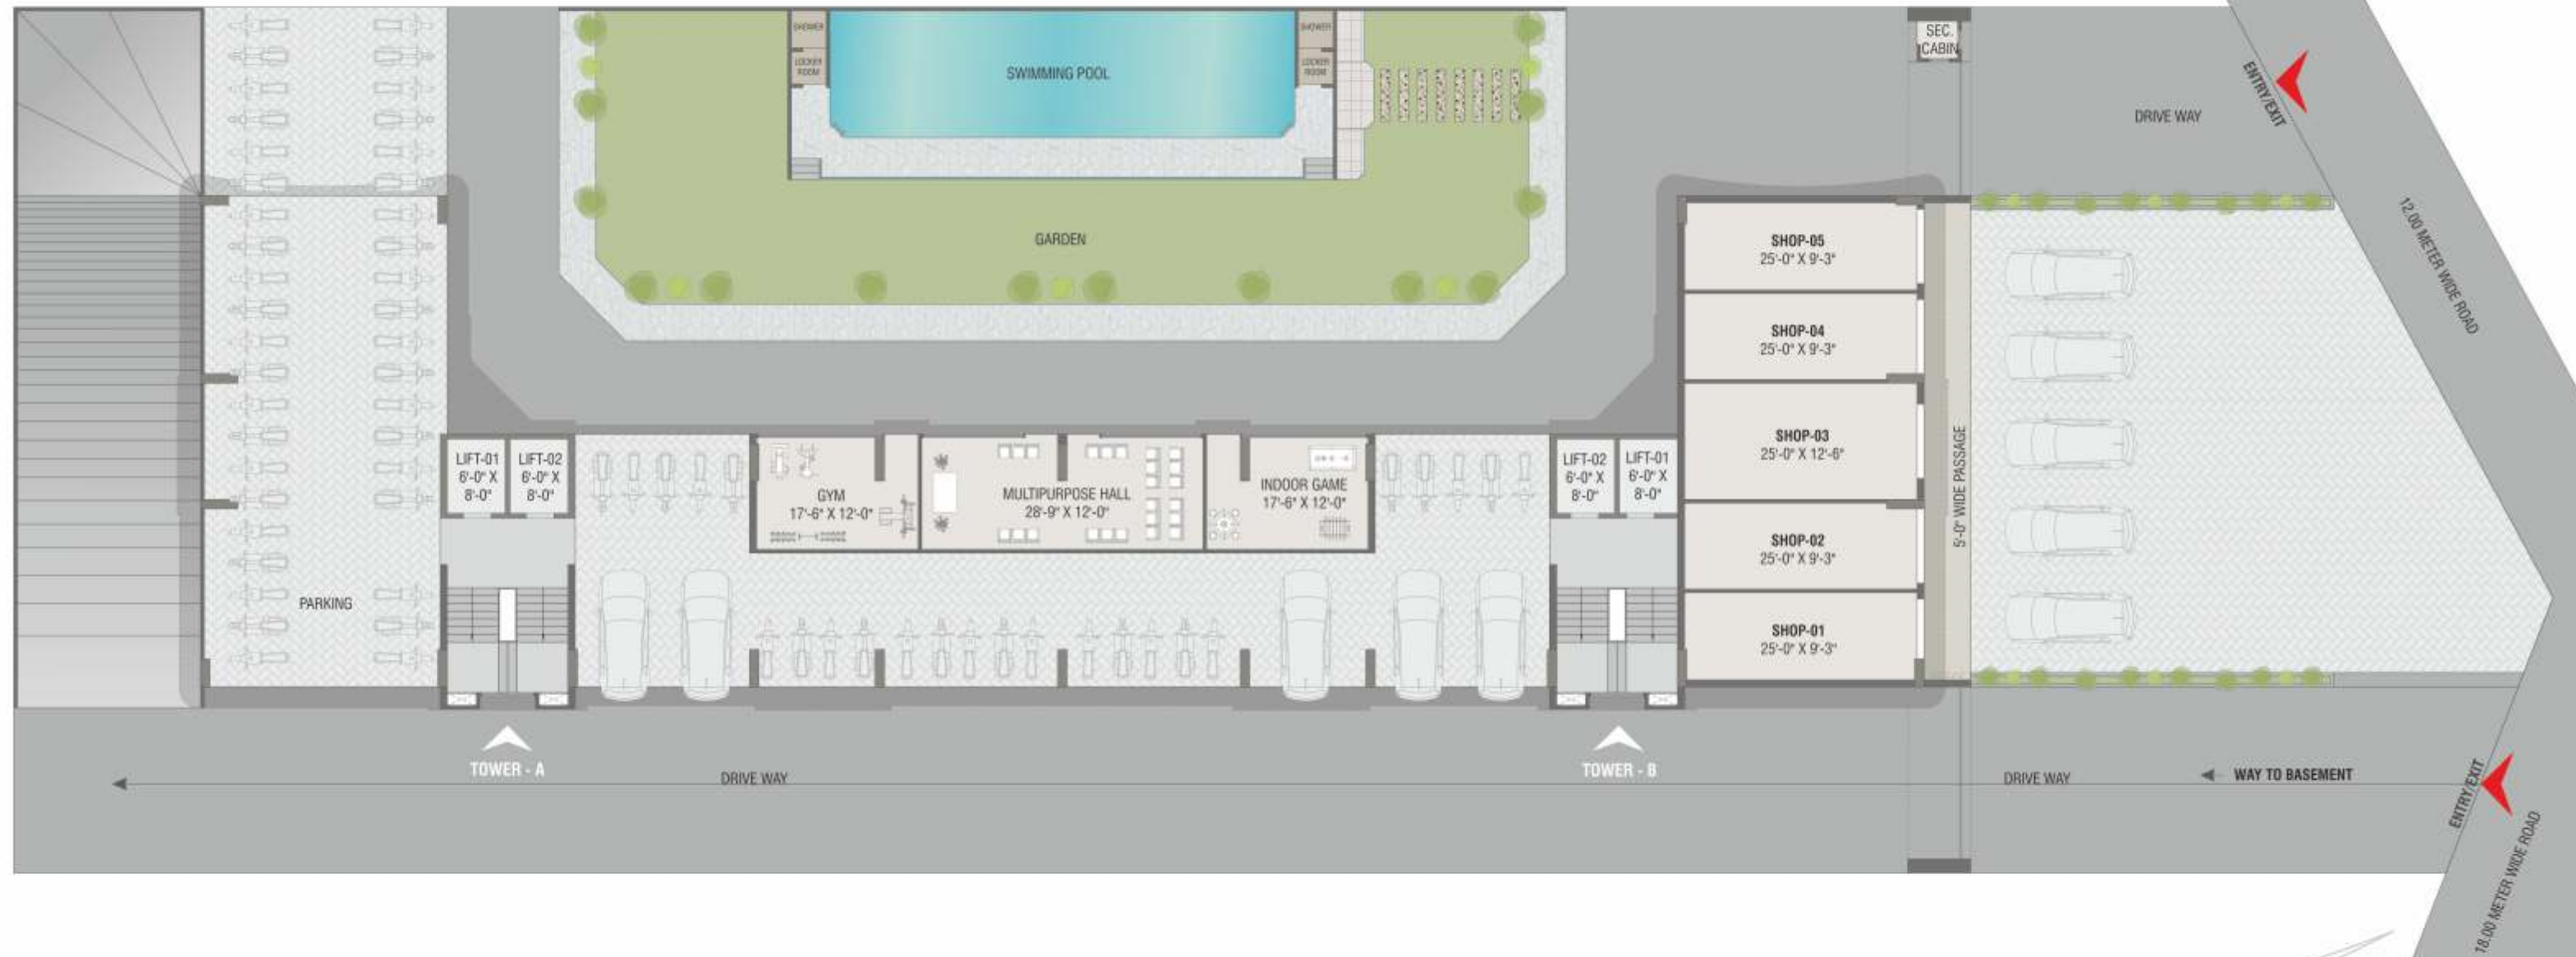 SHOWER
LOCKER
ROOM
SWIMMING POOL
SHOWER
LOCKER
ROOM
SEC.
CABIN
ENTRY/EXIT
DRIVE WAY
12.00 METER WIDE ROAD
GARDEN
SHOP-05
25'-0" X 9'-3"
SHOP-04
25'-0" X 9'-3"
SHOP-03
25'-0" X 12'-6"
SHOP-02
25'-0" X 9'-3"
SHOP-01
25'-0" X 9'-3"
5'-0" WIDE PASSAGE
LIFT-01
6'-0" X
8'-0"
LIFT-02
6'-0" X
8'-0"
GYM
17'-6" X 12'-0"
MULTIPURPOSE HALL
28'-9" X 12'-0"
INDOOR GAME
17'-6" X 12'-0"
LIFT-02
6'-0" X
8'-0"
LIFT-01
6'-0" X
8'-0"
PARKING
TOWER - A
DRIVE WAY
TOWER - B
DRIVE WAY
WAY TO BASEMENT
ENTRY/EXIT
18.00 METER WIDE ROAD